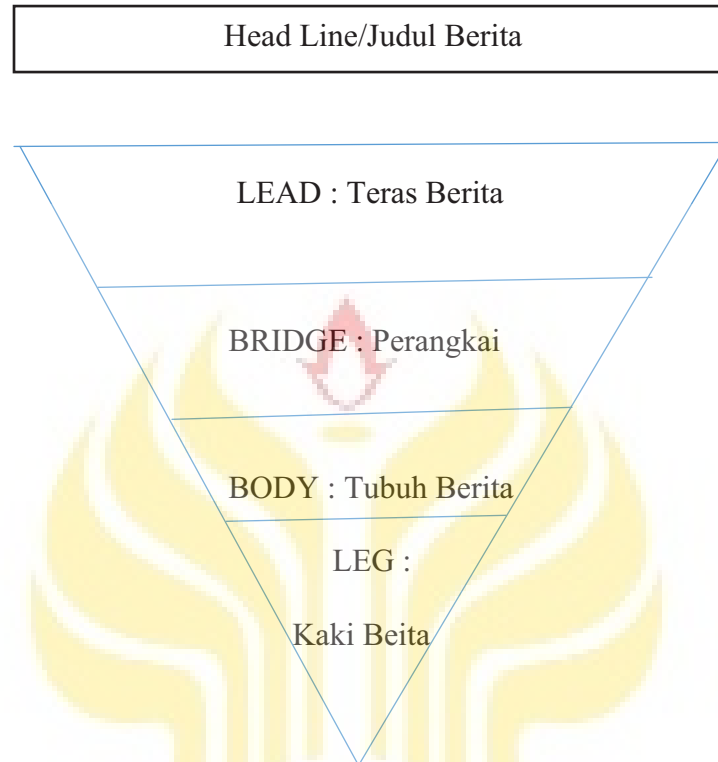 Head Line/Judul Berita
LEAD : Teras Berita
BRIDGE : Perangkai
BODY : Tubuh Berita
LEG :
Kaki Beita